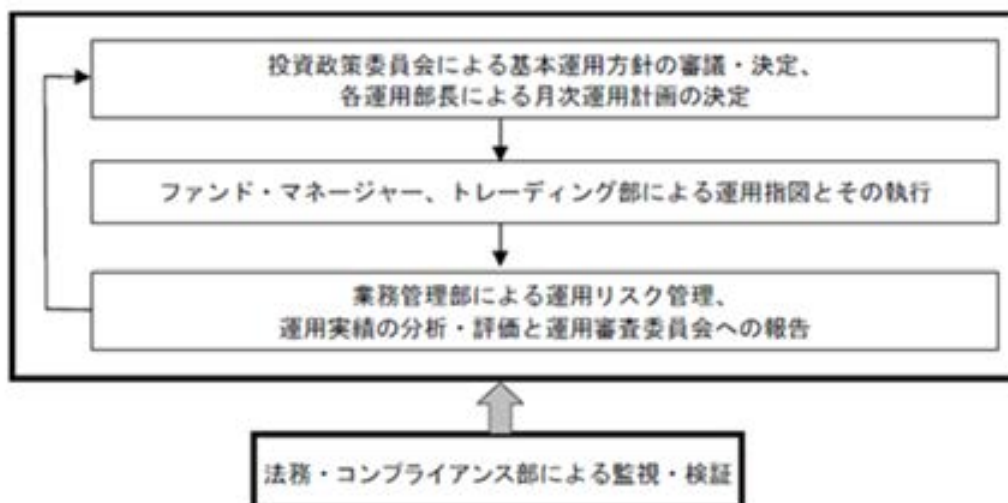 投資政策委員会による基本運用方針の審議・決定、
各運用部長による月次運用計画の決定
ファンド・マネージャー、トレーディング部による運用指図とその執行
業務管理部による運用リスク管理、
運用実績の分析・評価と運用審査委員会への報告
法務・コンプライアンス部による監視・検証